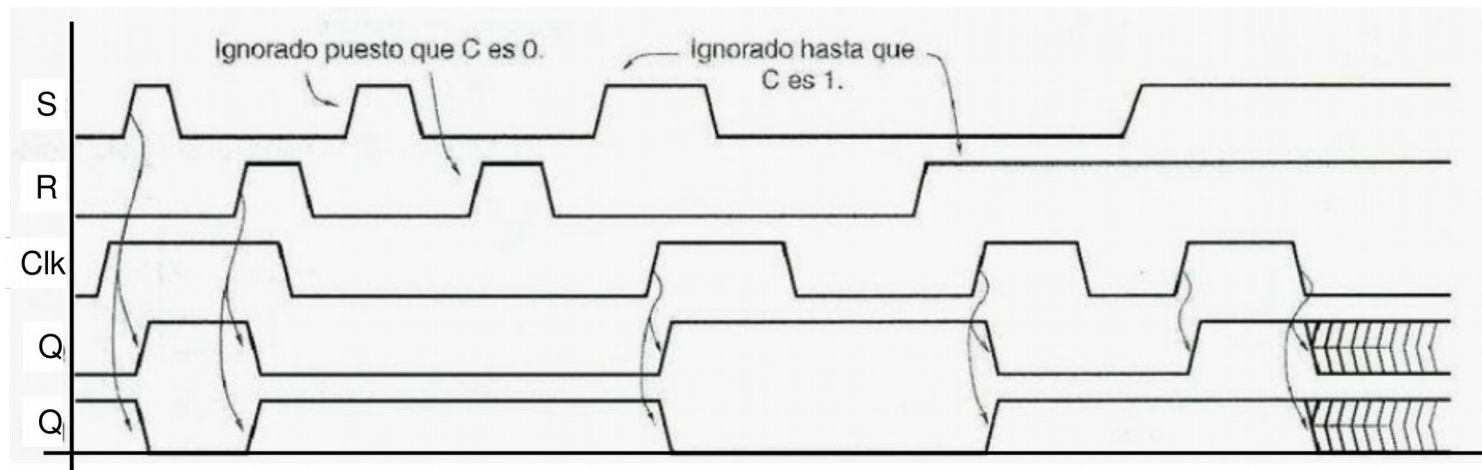 Ignorado puesto que C es 0.
Ignorado hasta que
C es 1.
S
R
Clk
Q
Q